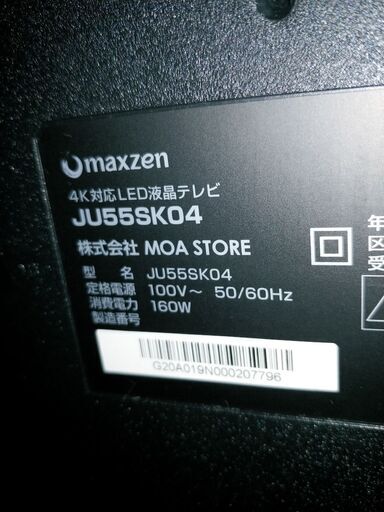 maxzen
4K対応LED液晶テレビ
JU55SK04
株式会社 MOA STORE
型 名 JU55SK04
定格電源 100V～ 50/60Hz
消費電力 160W
製造番号
G20A019N000207796
年
区
受